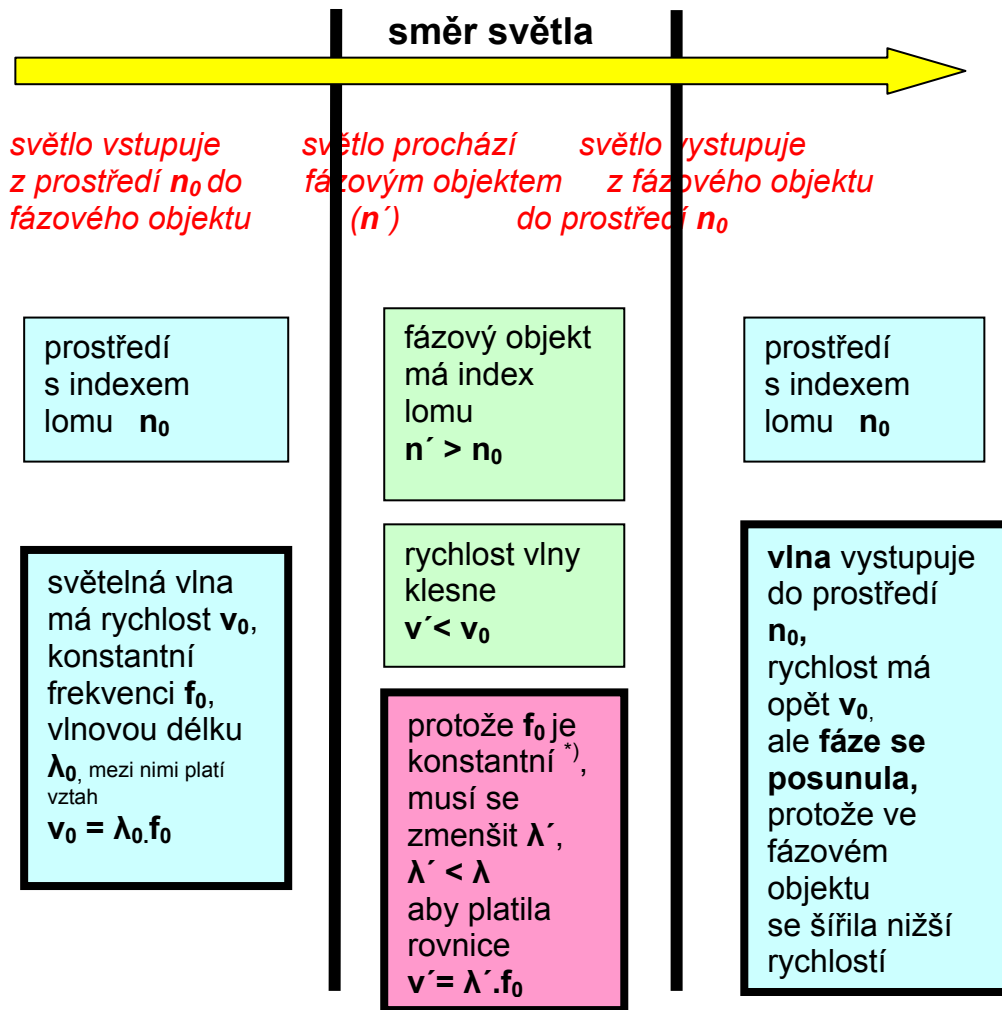 směr světla
světlo vstupuje
z prostředí n₀ do
fázového objektu
světlo prochází
fázovým objektem
(n´)
světlo vystupuje
z fázového objektu
do prostředí n₀
prostředí
s indexem
lomu n₀
světelná vlna
má rychlost v₀,
konstantní
frekvenci f₀,
vlnovou délku
λ₀, mezi nimi platí
vztah
v₀ = λ₀.f₀
fázový objekt
má index
lomu
n´ > n₀
rychlost vlny
klesne
v´< v₀
protože f₀ je
konstantní *),
musí se
zmenšit λ´,
λ´ < λ
aby platila
rovnice
v´= λ´.f₀
prostředí
s indexem
lomu n₀
vlna vystupuje
do prostředí
n₀,
rychlost má
opět v₀,
ale fáze se
posunula,
protože ve
fázovém
objektu
se šířila nižší
rychlostí